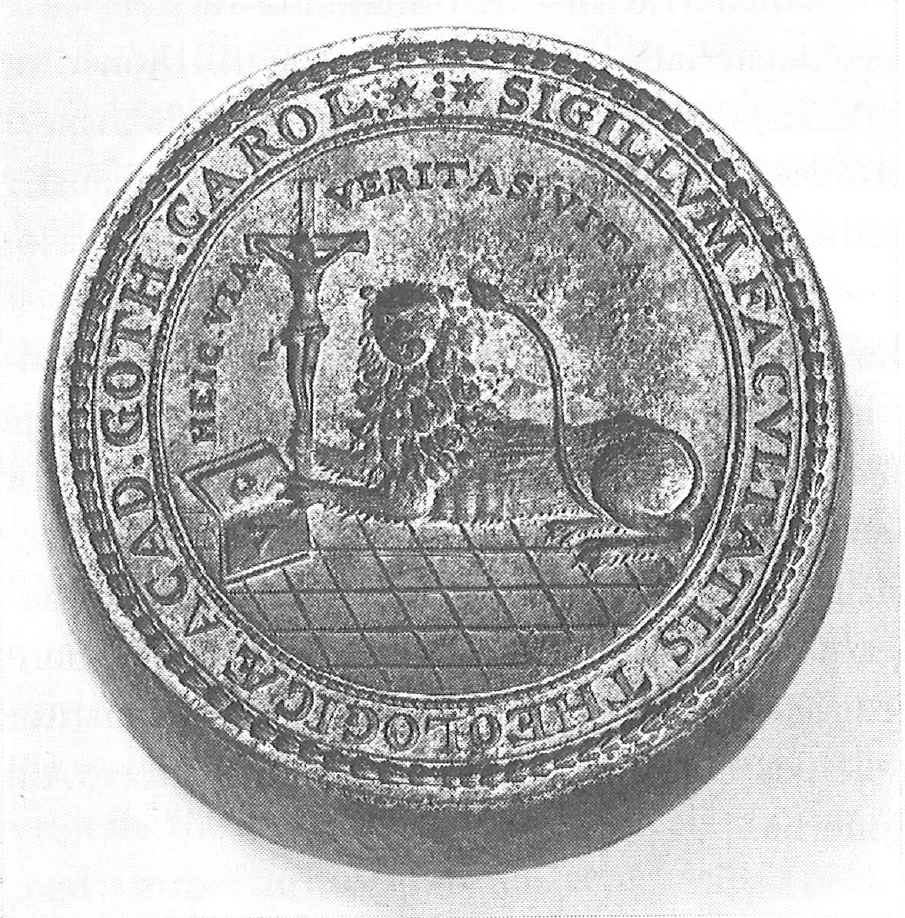 SIGILLVM FACVLTATIS THEOLOGICÆ ACAD. GOTH. CAROL
HEIC VIA VERITAS VITA
A